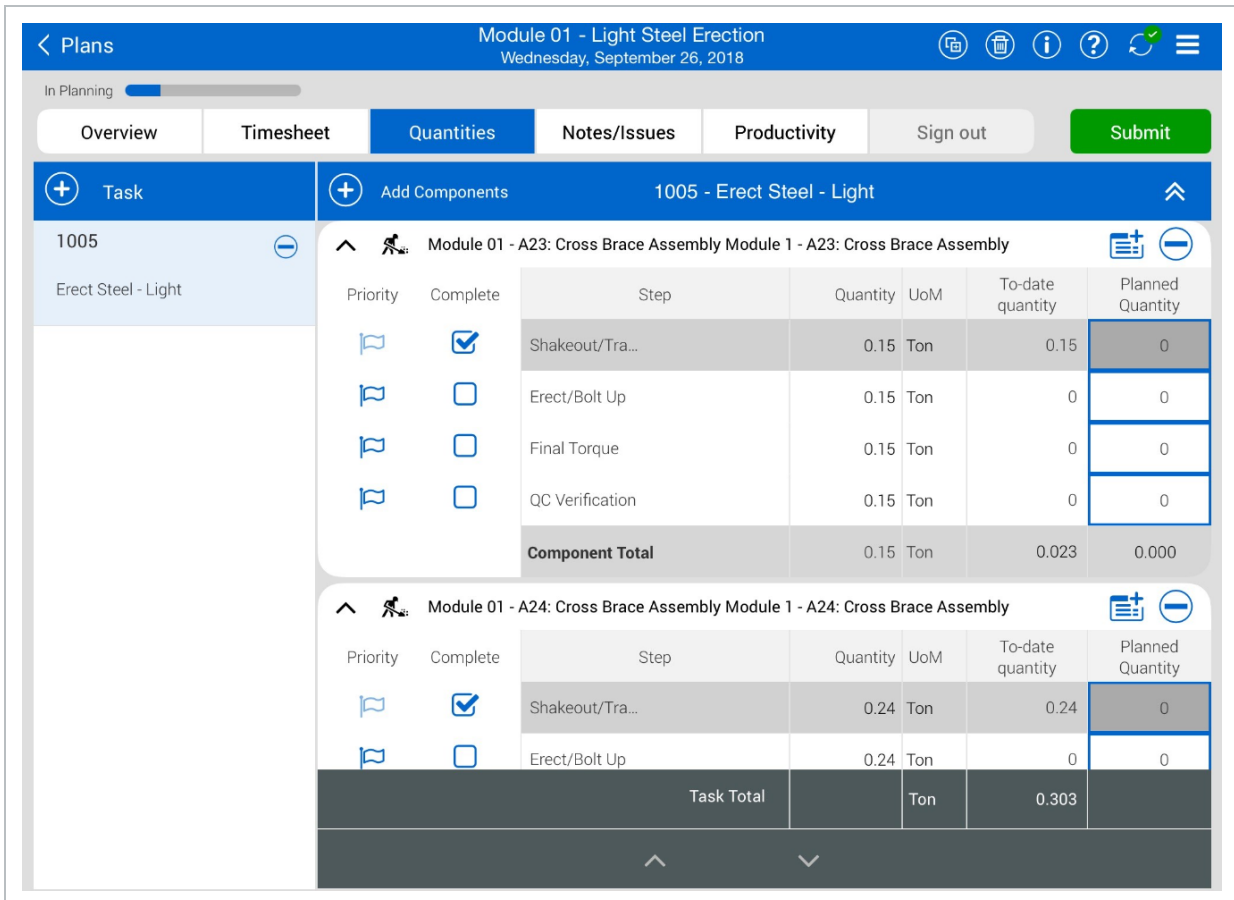 Plans
Module 01 - Light Steel Erection
Wednesday, September 26, 2018
In Planning
Overview Timesheet Quantities Notes/Issues Productivity Sign out Submit
Task
Add Components 1005 - Erect Steel - Light
1005
Erect Steel - Light
Module 01 - A23: Cross Brace Assembly Module 1 - A23: Cross Brace Assembly
Priority Complete Step Quantity UoM To-date quantity Planned Quantity
Shakeout/Tra... 0.15 Ton 0.15 0
Erect/Bolt Up 0.15 Ton 0 0
Final Torque 0.15 Ton 0 0
QC Verification 0.15 Ton 0 0
Component Total 0.15 Ton 0.023 0.000
Module 01 - A24: Cross Brace Assembly Module 1 - A24: Cross Brace Assembly
Priority Complete Step Quantity UoM To-date quantity Planned Quantity
Shakeout/Tra... 0.24 Ton 0.24 0
Erect/Bolt Up 0.24 Ton 0 0
Task Total Ton 0.303